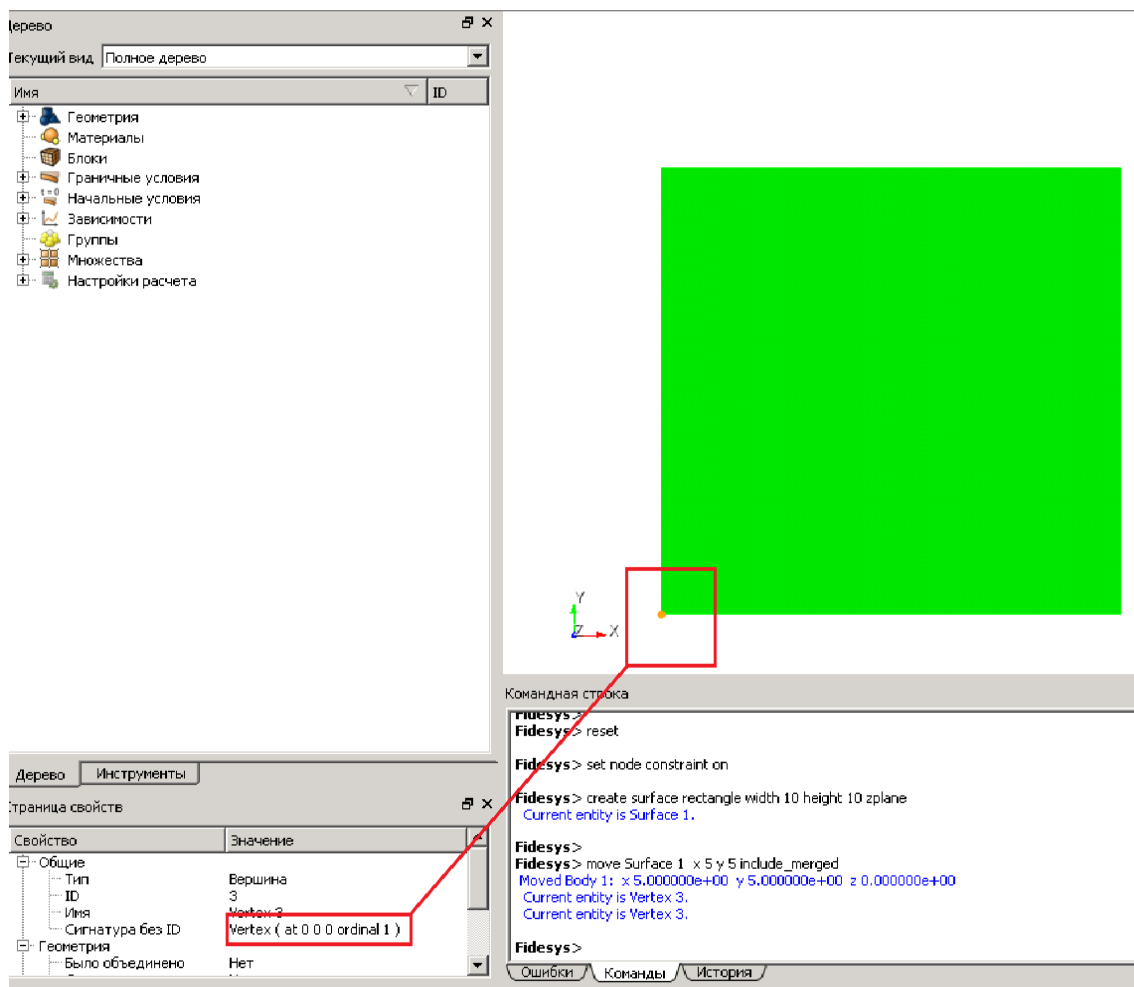 Дерево
Текущий вид Полное дерево
Имя ID
Геометрия
Материалы
Блоки
Граничные условия
t=0 Начальные условия
Зависимости
Группы
Множества
Настройки расчета
Дерево Инструменты
Страница свойств
Свойство Значение
Общие
Тип Вершина
ID 3
Имя Vertex 3
Сигнатура без ID Vertex ( at 0 0 0 ordinal 1 )
Геометрия
Было объединено Нет
Y
Z X
Командная строка
Fidesys>
Fidesys> reset
Fidesys> set node constraint on
Fidesys> create surface rectangle width 10 height 10 zplane
Current entity is Surface 1.
Fidesys>
Fidesys> move Surface 1 x 5 y 5 include_merged
Moved Body 1: x 5.000000e+00 y 5.000000e+00 z 0.000000e+00
Current entity is Vertex 3.
Current entity is Vertex 3.
Fidesys>
Ошибки Команды История